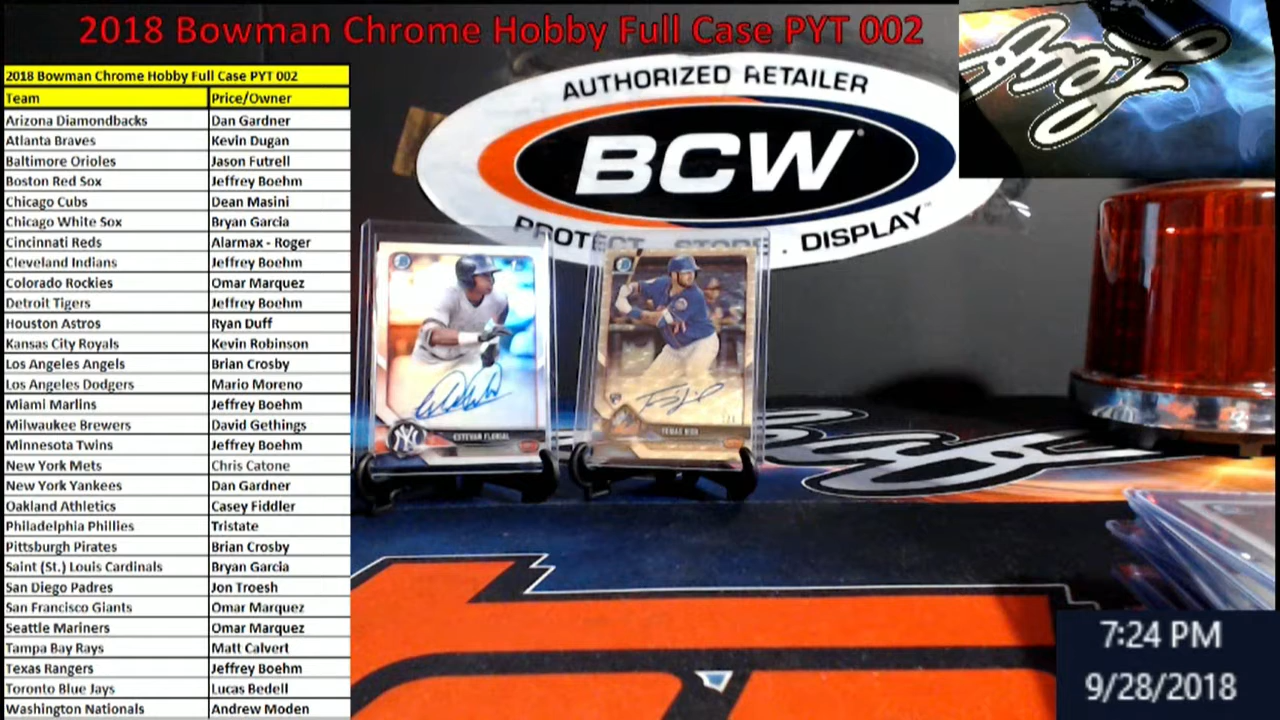 2018 Bowman Chrome Hobby Full Case PYT 002
2018 Bowman Chrome Hobby Full Case PYT 002
Team Price/Owner
Arizona Diamondbacks Dan Gardner
Atlanta Braves Kevin Dugan
Baltimore Orioles Jason Futrell
Boston Red Sox Jeffrey Boehm
Chicago Cubs Dean Masini
Chicago White Sox Bryan Garcia
Cincinnati Reds Alarmax - Roger
Cleveland Indians Jeffrey Boehm
Colorado Rockies Omar Marquez
Detroit Tigers Jeffrey Boehm
Houston Astros Ryan Duff
Kansas City Royals Kevin Robinson
Los Angeles Angels Brian Crosby
Los Angeles Dodgers Mario Moreno
Miami Marlins Jeffrey Boehm
Milwaukee Brewers David Gethings
Minnesota Twins Jeffrey Boehm
New York Mets Chris Catone
New York Yankees Dan Gardner
Oakland Athletics Casey Fiddler
Philadelphia Phillies Tristate
Pittsburgh Pirates Brian Crosby
Saint (St.) Louis Cardinals Bryan Garcia
San Diego Padres Jon Troesh
San Francisco Giants Omar Marquez
Seattle Mariners Omar Marquez
Tampa Bay Rays Matt Calvert
Texas Rangers Jeffrey Boehm
Toronto Blue Jays Lucas Bedell
Washington Nationals Andrew Moden
AUTHORIZED RETAILER
BCW®
PROTECT. STORE. DISPLAY™
NY
ESTEVAN FLORIAL
TOMAS NIDO
7:24 PM
9/28/2018